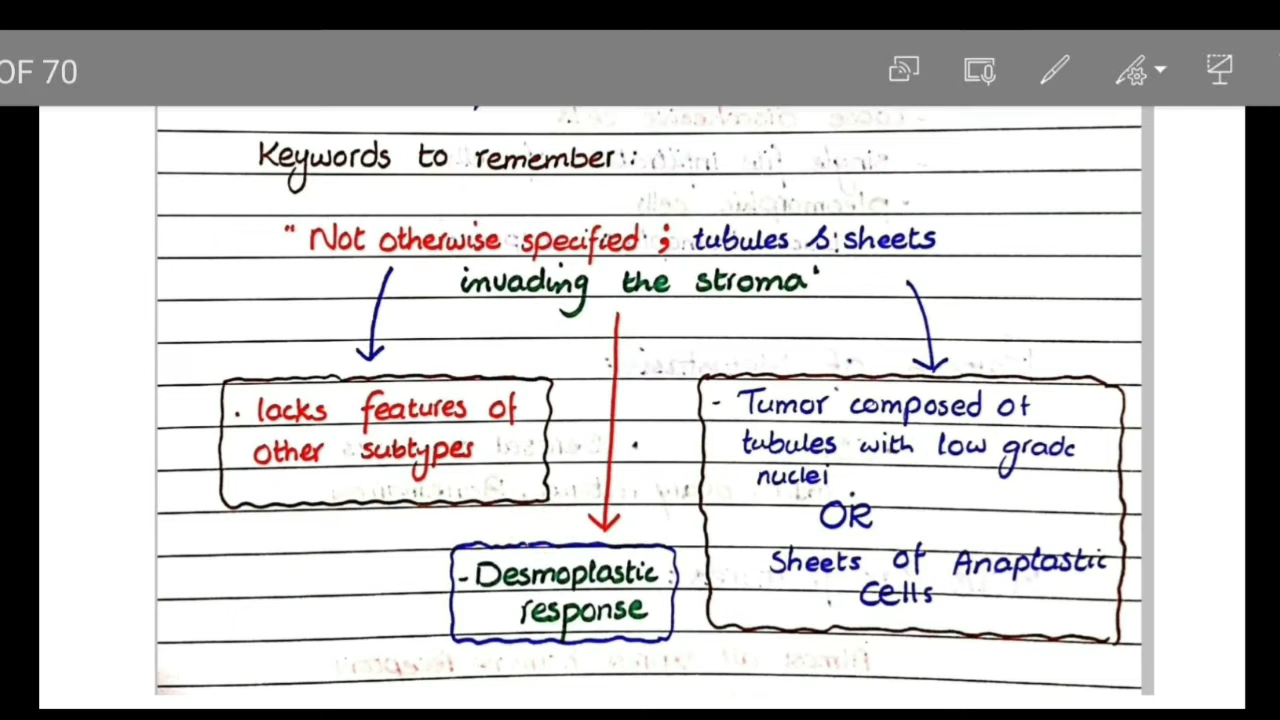 OF 70
Keywords to remember:
"Not otherwise specified; tubules & sheets
invading the stroma"
. lacks features of
other subtypes
- Tumor composed of
tubules with low grade
nuclei
OR
Sheets of Anaplastic
Cells
- Desmoplastic
response